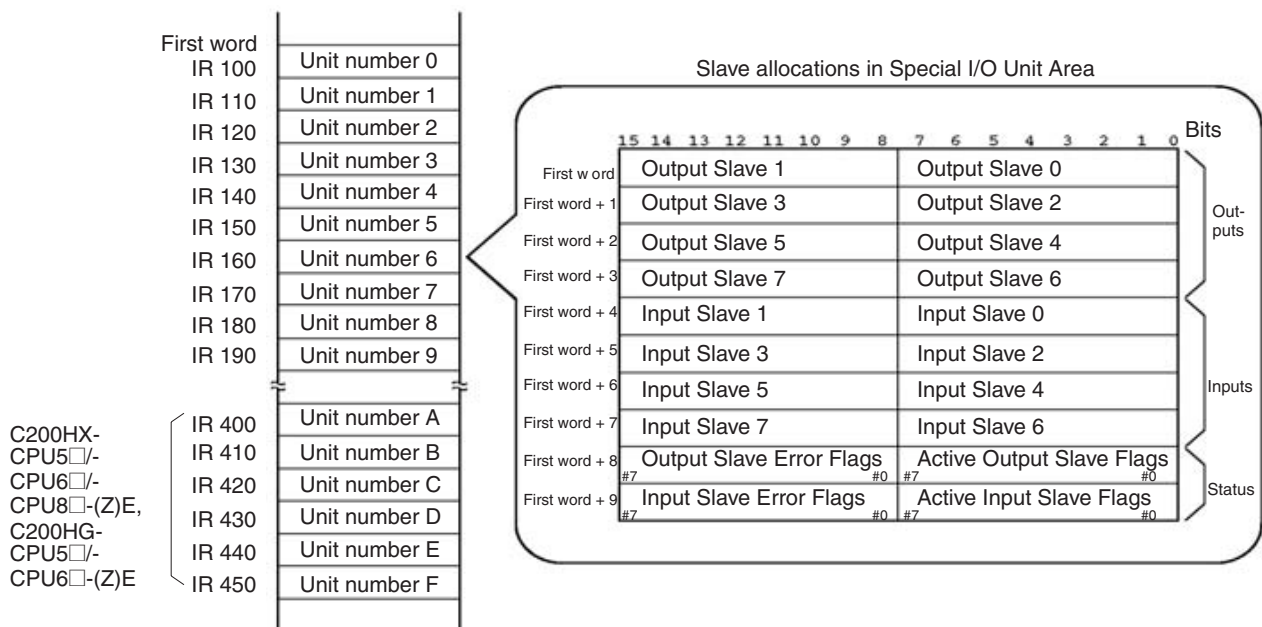 First word
IR 100 Unit number 0
IR 110 Unit number 1
IR 120 Unit number 2
IR 130 Unit number 3
IR 140 Unit number 4
IR 150 Unit number 5
IR 160 Unit number 6
IR 170 Unit number 7
IR 180 Unit number 8
IR 190 Unit number 9
C200HX-
CPU5□/-
CPU6□/-
CPU8□-(Z)E,
C200HG-
CPU5□/-
CPU6□-(Z)E
IR 400 Unit number A
IR 410 Unit number B
IR 420 Unit number C
IR 430 Unit number D
IR 440 Unit number E
IR 450 Unit number F
Slave allocations in Special I/O Unit Area
15 14 13 12 11 10 9 8 7 6 5 4 3 2 1 0 Bits
First word Output Slave 1 Output Slave 0
First word + 1 Output Slave 3 Output Slave 2
First word + 2 Output Slave 5 Output Slave 4
First word + 3 Output Slave 7 Output Slave 6
Out-
puts
First word + 4 Input Slave 1 Input Slave 0
First word + 5 Input Slave 3 Input Slave 2
First word + 6 Input Slave 5 Input Slave 4
First word + 7 Input Slave 7 Input Slave 6
Inputs
First word + 8 Output Slave Error Flags Active Output Slave Flags
#7 #0 #7 #0
First word + 9 Input Slave Error Flags Active Input Slave Flags
#7 #0 #7 #0
Status